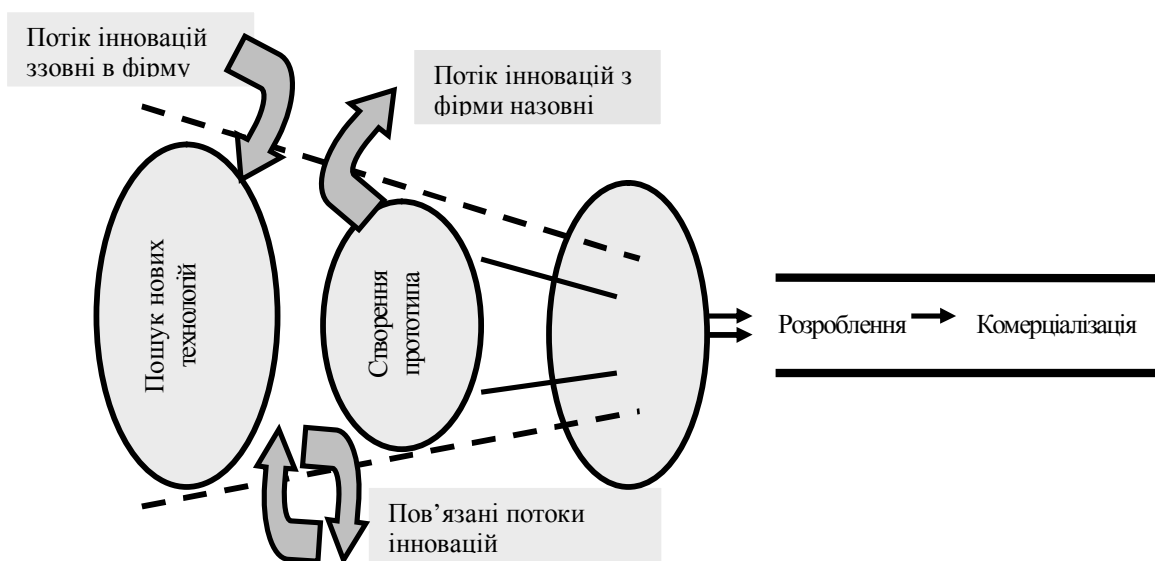 Потік інновацій
ззовні в фірму
Потік інновацій з
фірми назовні
Пошук нових
технологій
Створення
прототипа
Розроблення
Комерціалізація
Пов’язані потоки
інновацій